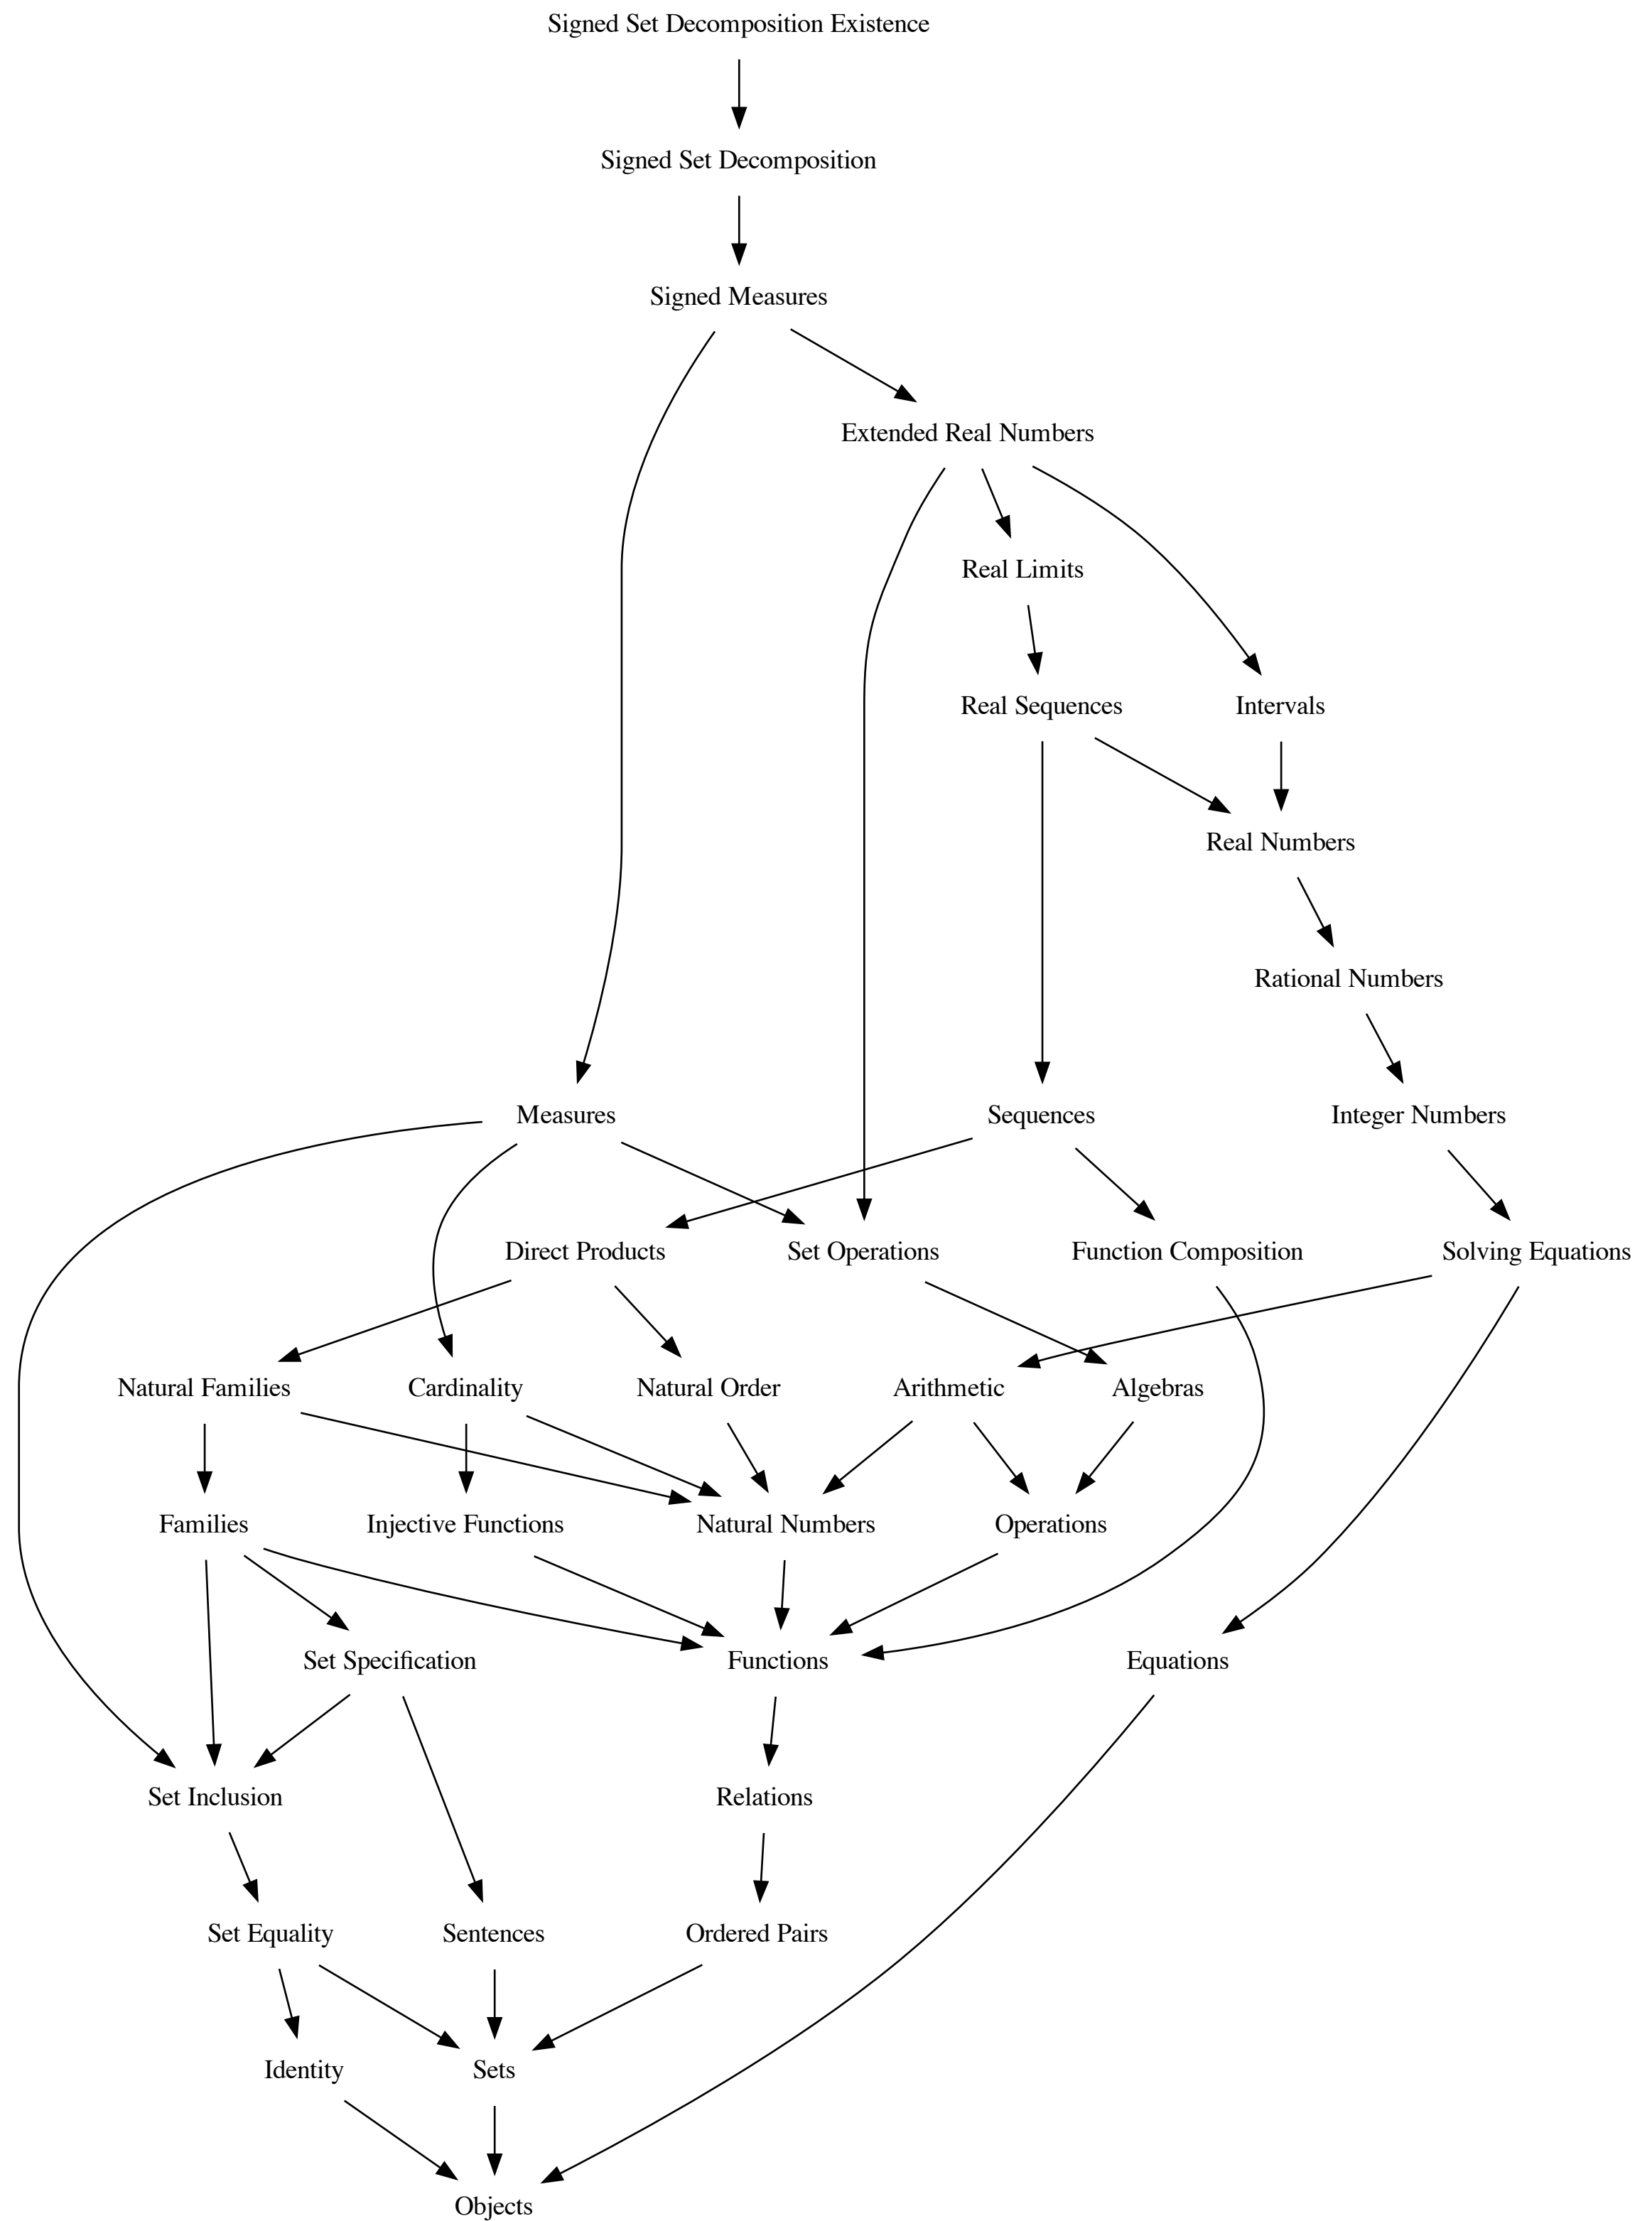 Signed Set Decomposition Existence
Signed Set Decomposition
Signed Measures
Extended Real Numbers
Real Limits
Real Sequences
Intervals
Real Numbers
Rational Numbers
Measures
Sequences
Integer Numbers
Direct Products
Set Operations
Function Composition
Solving Equations
Natural Families
Cardinality
Natural Order
Arithmetic
Algebras
Families
Injective Functions
Natural Numbers
Operations
Set Specification
Functions
Equations
Set Inclusion
Relations
Set Equality
Sentences
Ordered Pairs
Identity
Sets
Objects